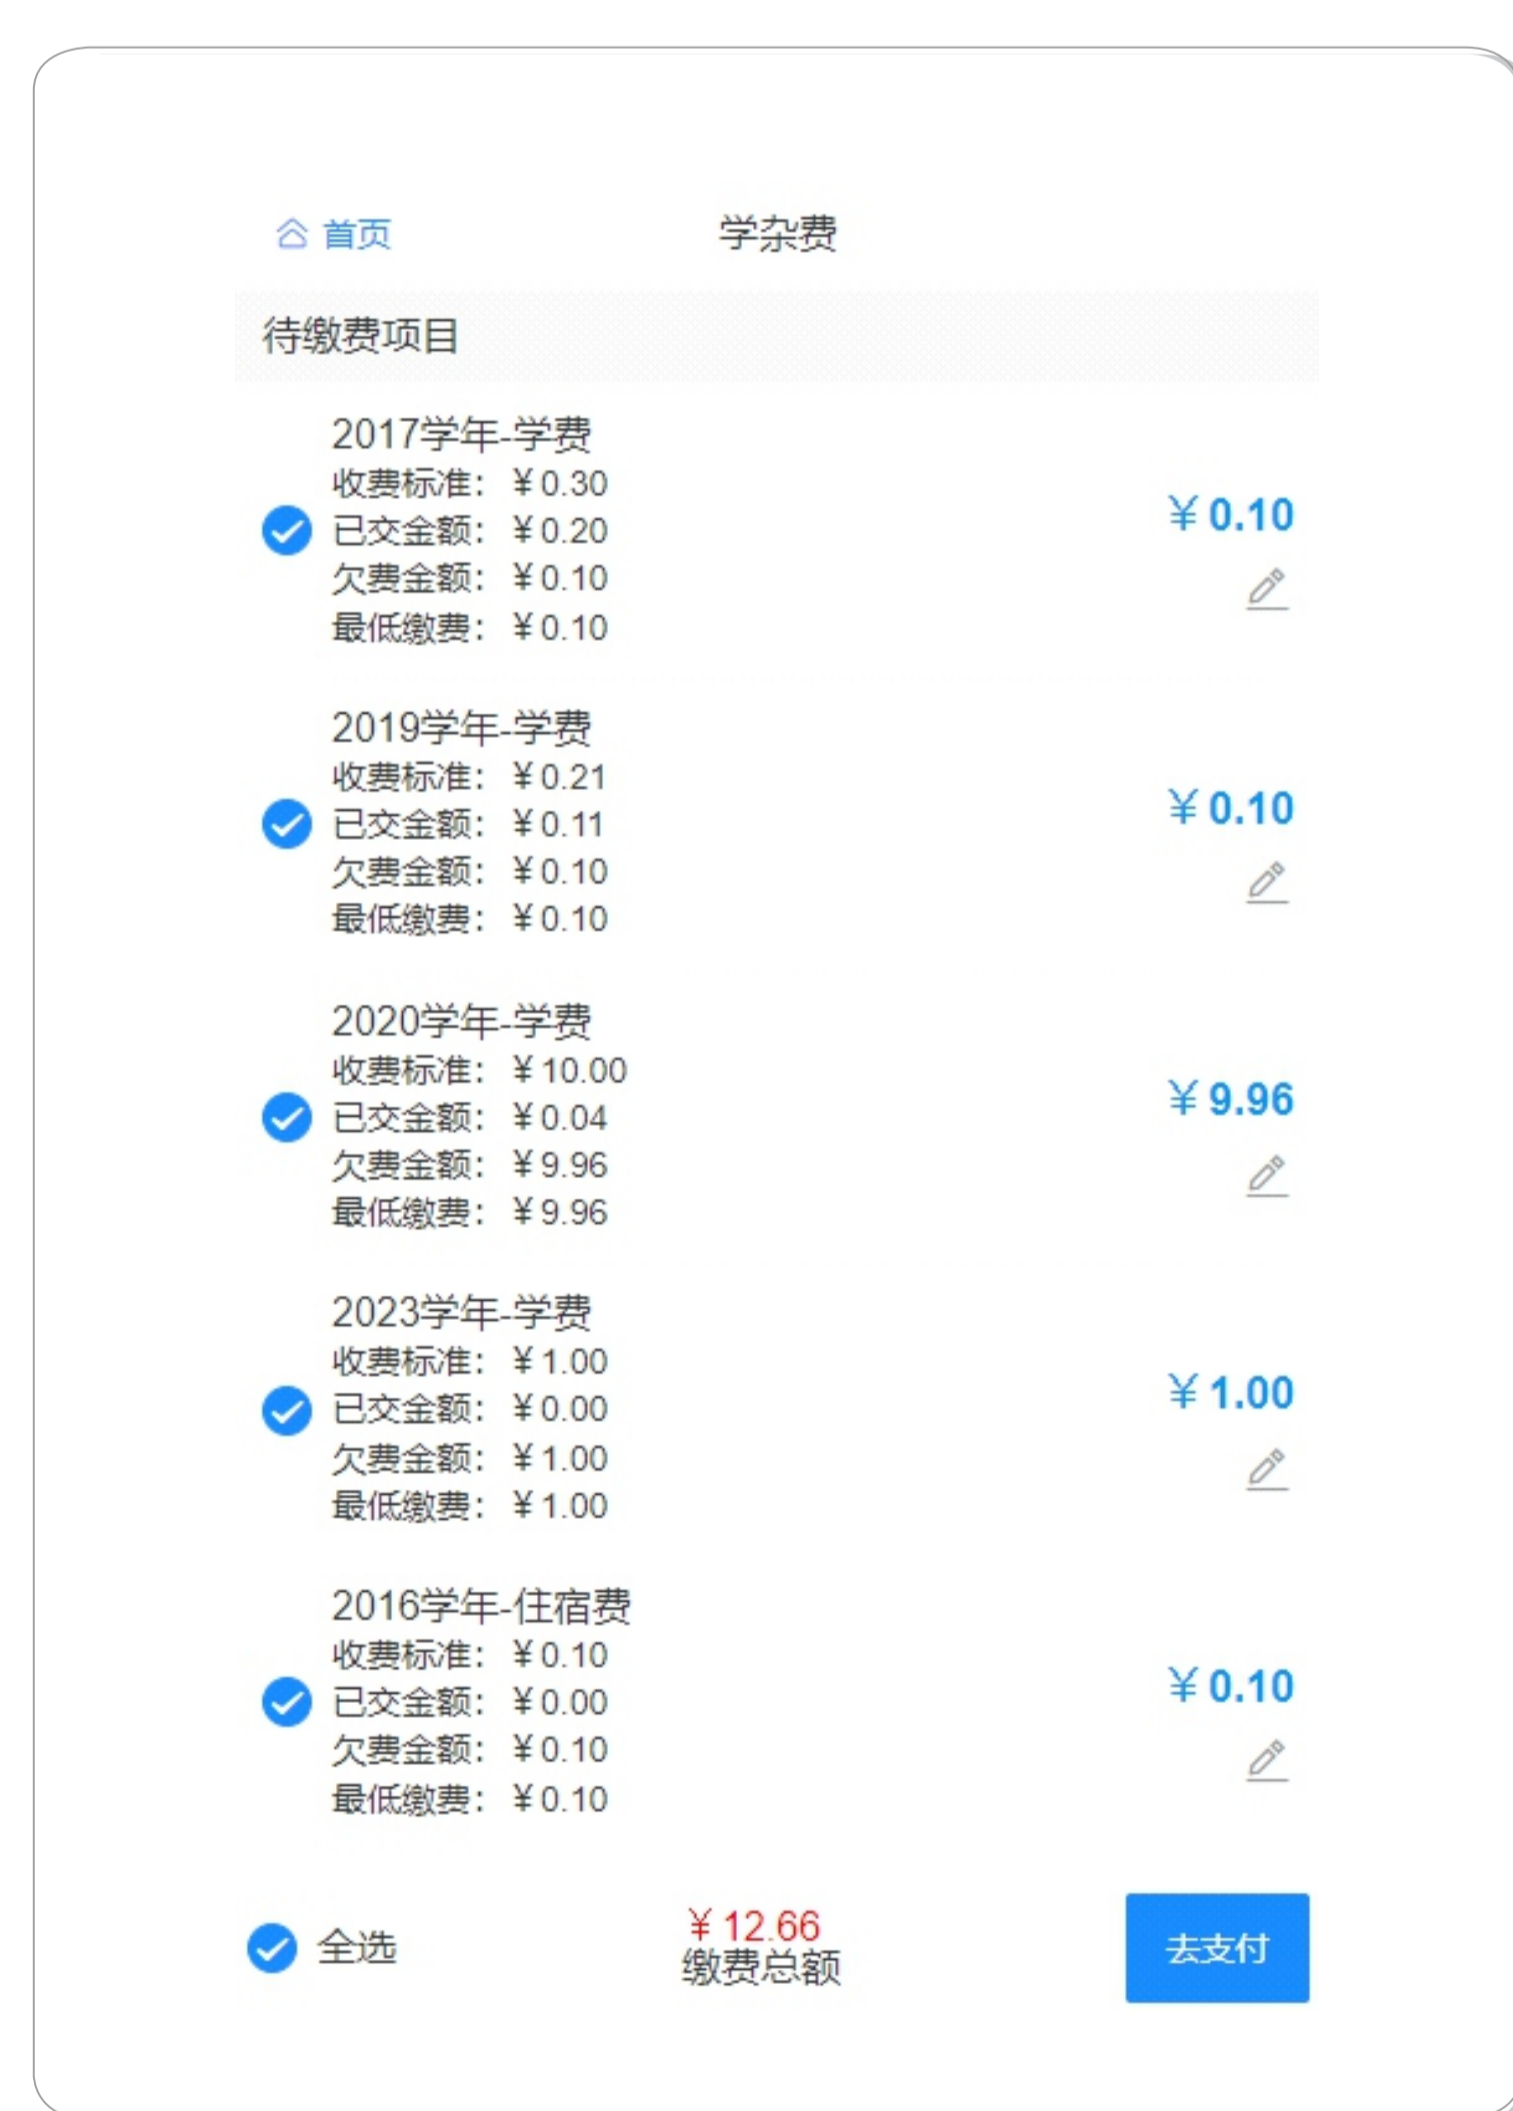 首页
学杂费
待缴费项目
2017学年-学费
收费标准：￥0.30
已交金额：￥0.20
欠费金额：￥0.10
最低缴费：￥0.10
￥0.10
2019学年-学费
收费标准：￥0.21
已交金额：￥0.11
欠费金额：￥0.10
最低缴费：￥0.10
￥0.10
2020学年-学费
收费标准：￥10.00
已交金额：￥0.04
欠费金额：￥9.96
最低缴费：￥9.96
￥9.96
2023学年-学费
收费标准：￥1.00
已交金额：￥0.00
欠费金额：￥1.00
最低缴费：￥1.00
￥1.00
2016学年-住宿费
收费标准：￥0.10
已交金额：￥0.00
欠费金额：￥0.10
最低缴费：￥0.10
￥0.10
全选
￥12.66
缴费总额
去支付